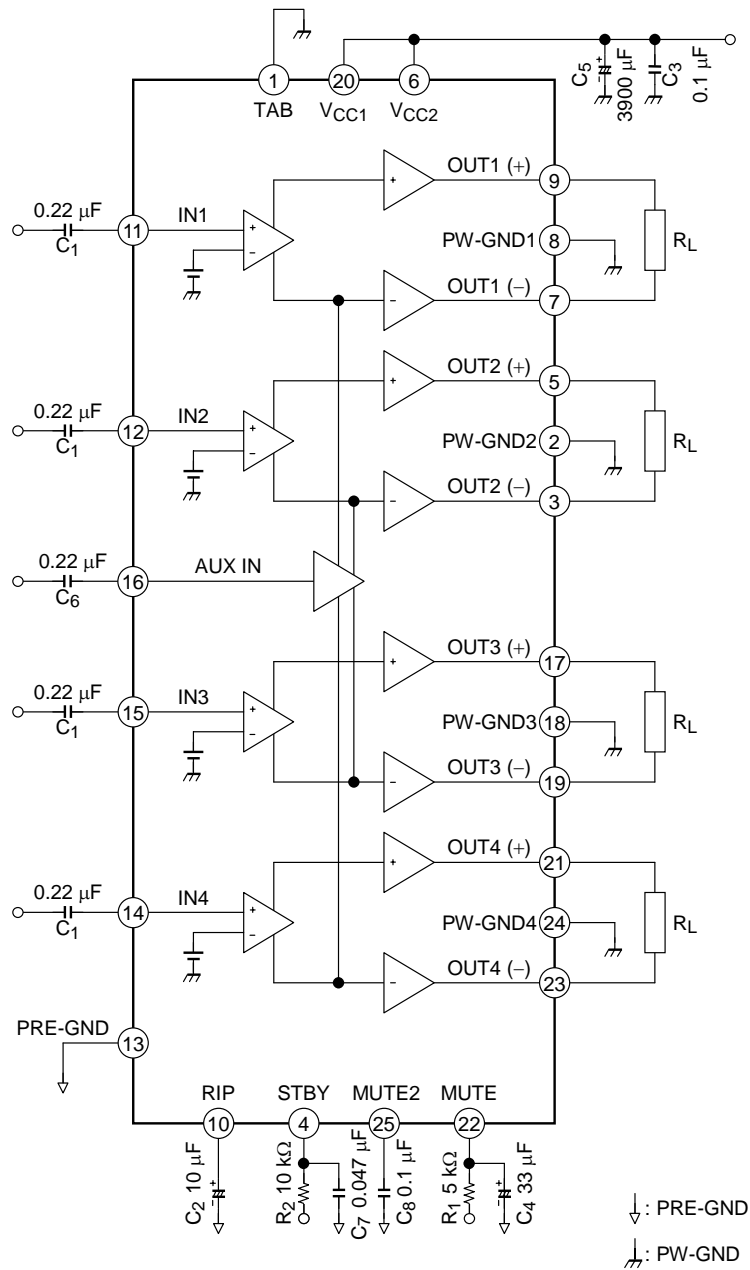 1 20 6
TAB VCC1 VCC2
C5 3900 µF
C3 0.1 µF
0.22 µF
C1
11
IN1
+
−
+
OUT1 (+)
9
PW-GND1
8
RL
−
OUT1 (−)
7
0.22 µF
C1
12
IN2
+
−
+
OUT2 (+)
5
PW-GND2
2
RL
−
OUT2 (−)
3
0.22 µF
C6
16
AUX IN
0.22 µF
C1
15
IN3
+
−
+
OUT3 (+)
17
PW-GND3
18
RL
−
OUT3 (−)
19
0.22 µF
C1
14
IN4
+
−
+
OUT4 (+)
21
PW-GND4
24
RL
−
OUT4 (−)
23
PRE-GND
13
RIP STBY MUTE2 MUTE
10 4 25 22
C2 10 µF
R2 10 kΩ
C7 0.047 µF
C8 0.1 µF
R1 5 kΩ
C4 33 µF
: PRE-GND
: PW-GND